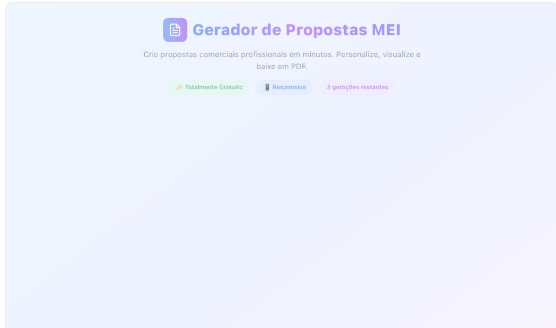 Gerador de Propostas MEI
Crie propostas comerciais profissionais em minutos. Personalize, visualize e
baixe em PDF.
✨ Totalmente Gratuito 📱 Responsivo 3 gerações restantes